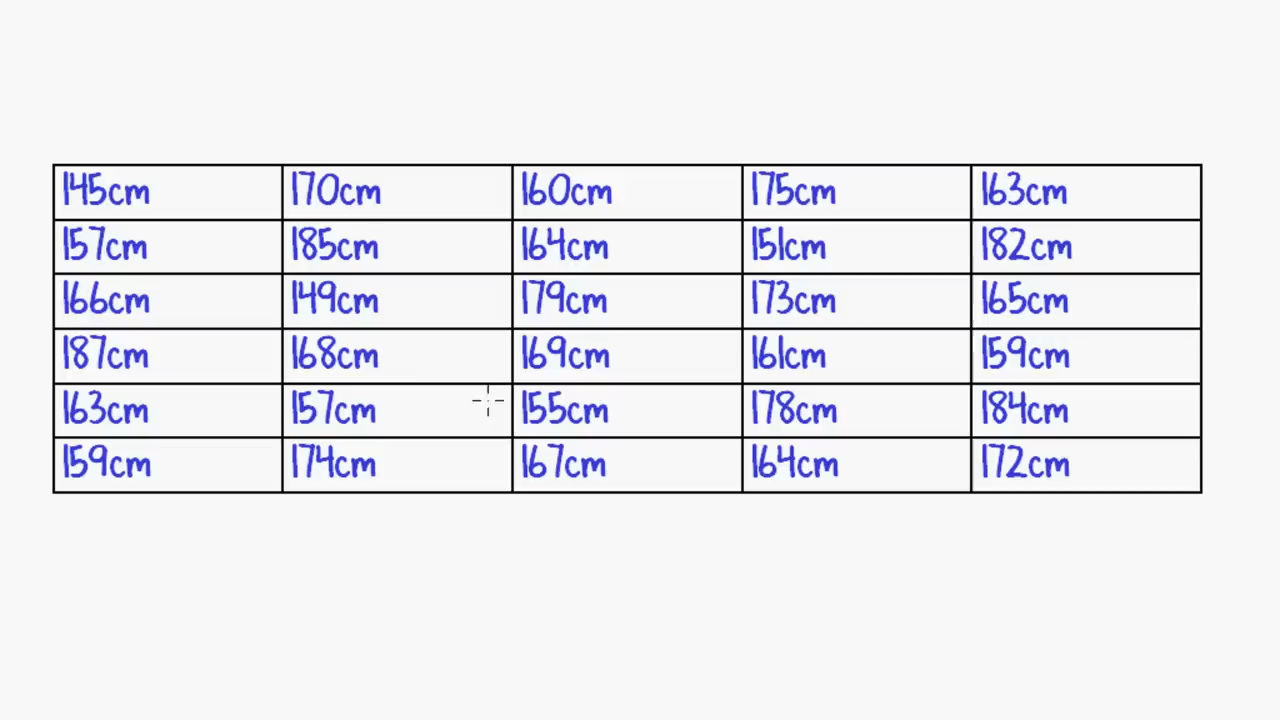 145cm 170cm 160cm 175cm 163cm
157cm 185cm 164cm 151cm 182cm
166cm 149cm 179cm 173cm 165cm
187cm 168cm 169cm 161cm 159cm
163cm 157cm 155cm 178cm 184cm
159cm 174cm 167cm 164cm 172cm